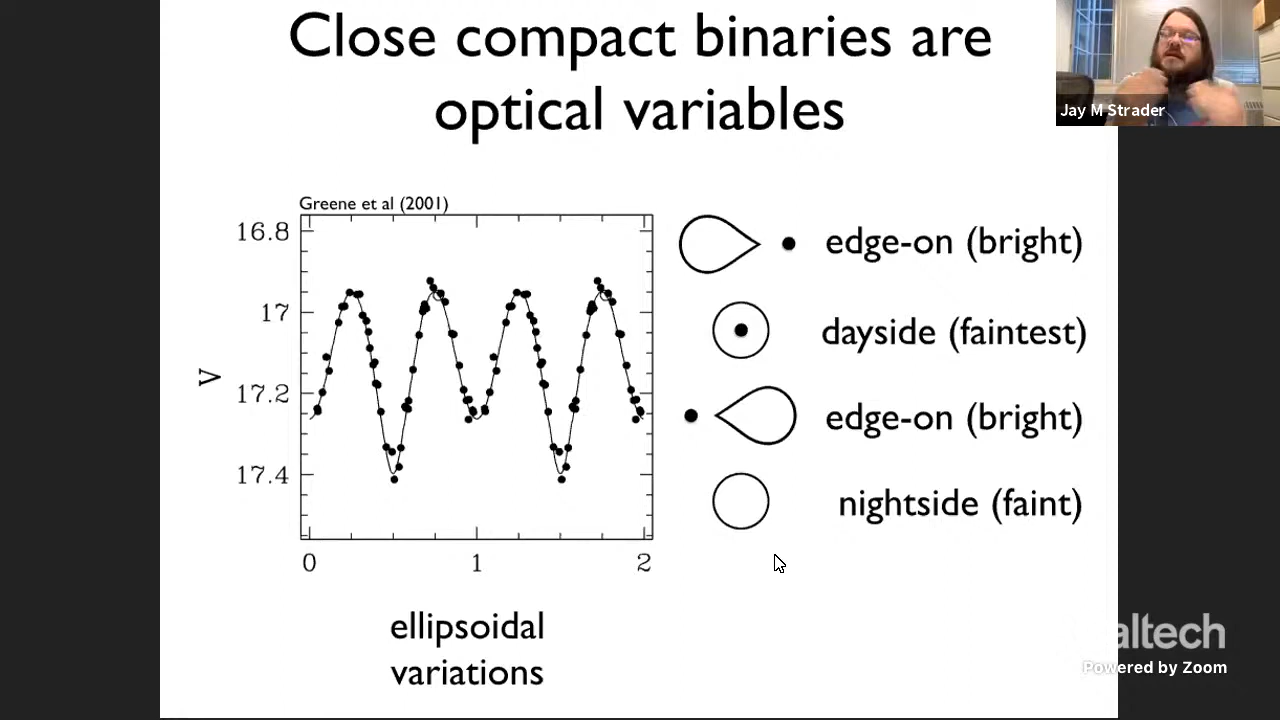 Close compact binaries are
optical variables
Jay M Strader
Greene et al (2001)
16.8
17
17.2
17.4
V
0
1
2
edge-on (bright)
dayside (faintest)
edge-on (bright)
nightside (faint)
ellipsoidal
variations
altech
Powered by Zoom